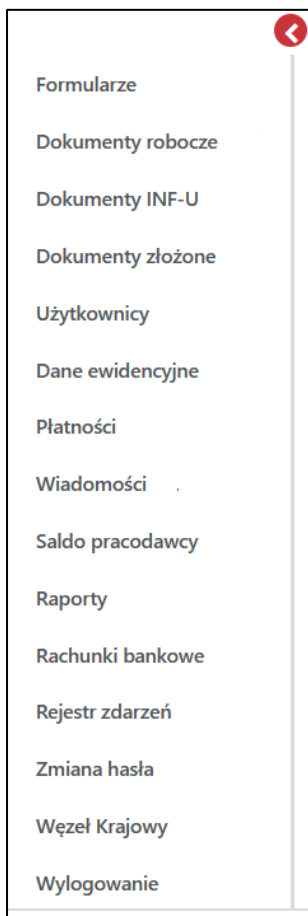 Formularze
Dokumenty robocze
Dokumenty INF-U
Dokumenty złożone
Użytkownicy
Dane ewidencyjne
Płatności
Wiadomości
Saldo pracodawcy
Raporty
Rachunki bankowe
Rejestr zdarzeń
Zmiana hasła
Węzeł Krajowy
Wylogowanie